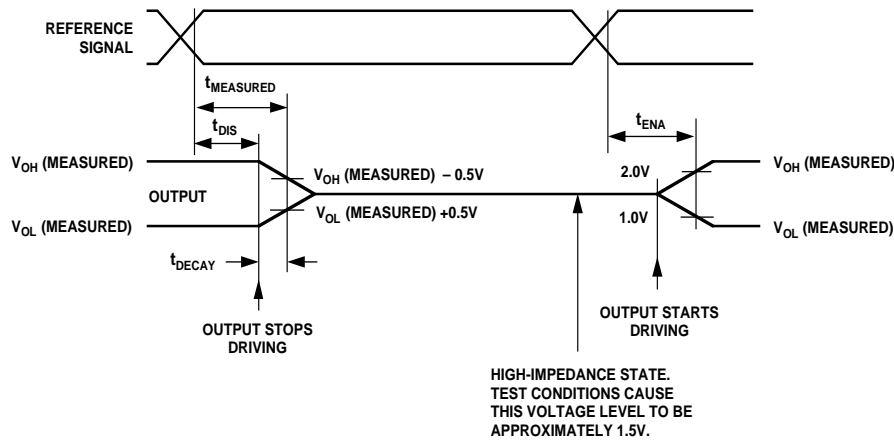 REFERENCE
SIGNAL
tMEASURED
tDIS
tENA
VOH (MEASURED)
VOH (MEASURED) – 0.5V
2.0V
VOH (MEASURED)
OUTPUT
VOL (MEASURED) +0.5V
1.0V
VOL (MEASURED)
VOL (MEASURED)
tDECAY
OUTPUT STOPS
DRIVING
OUTPUT STARTS
DRIVING
HIGH-IMPEDANCE STATE.
TEST CONDITIONS CAUSE
THIS VOLTAGE LEVEL TO BE
APPROXIMATELY 1.5V.